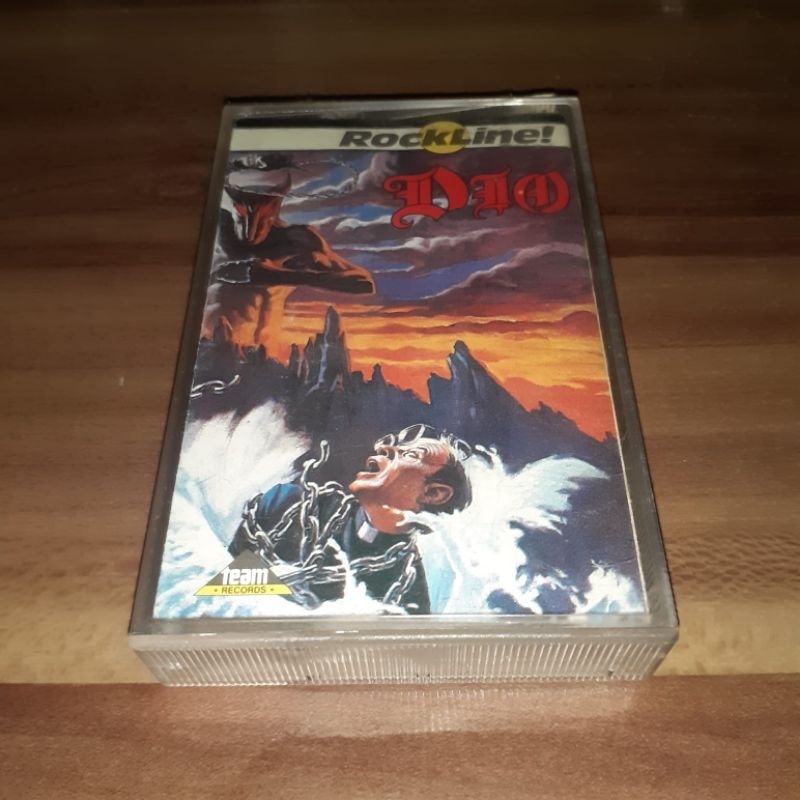 RockLine!
DIO
team
• RECORDS •